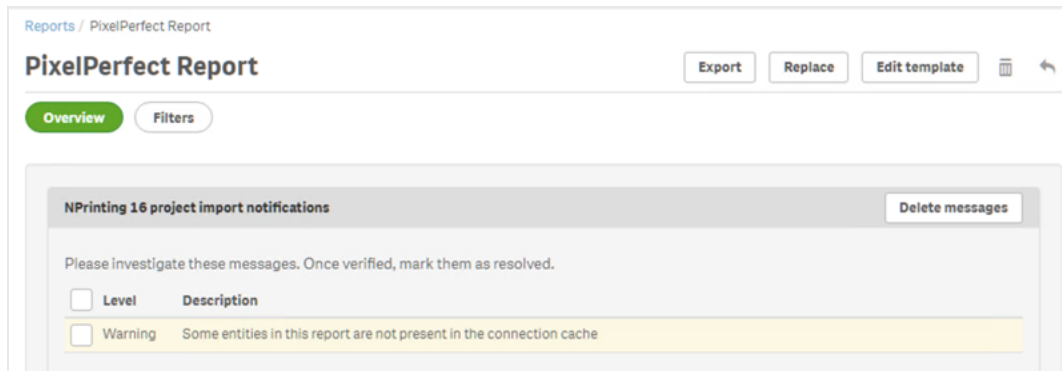 Reports / PixelPerfect Report
PixelPerfect Report
Export Replace Edit template
Overview Filters
NPrinting 16 project import notifications Delete messages
Please investigate these messages. Once verified, mark them as resolved.
Level Description
Warning Some entities in this report are not present in the connection cache